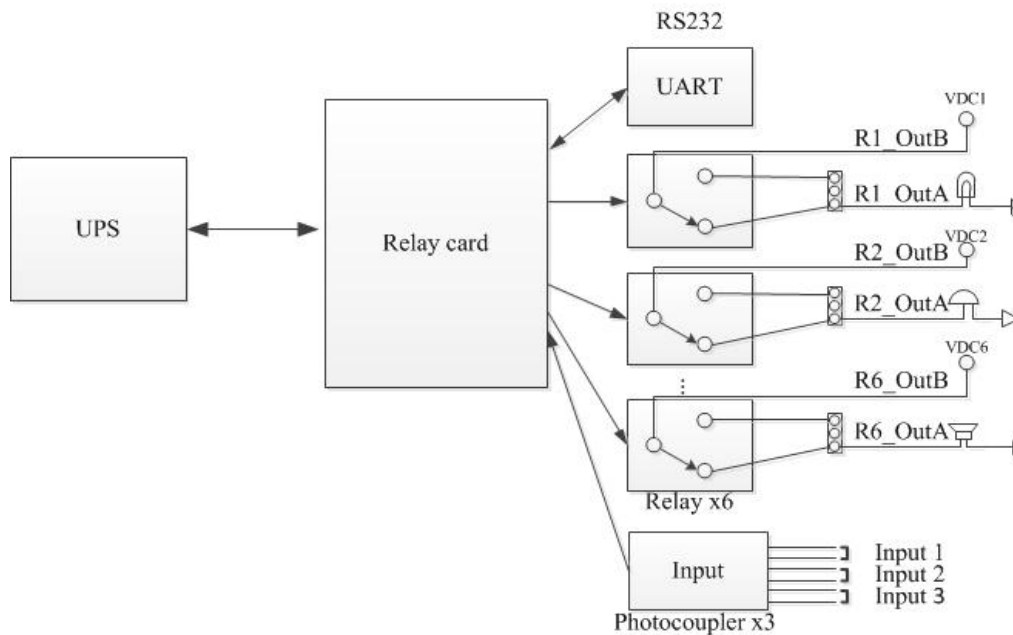 RS232
UART
VDC1
R1_OutB
R1_OutA
UPS
Relay card
VDC2
R2_OutB
R2_OutA
VDC6
R6_OutB
R6_OutA
Relay x6
Input
Input 1
Input 2
Input 3
Photocoupler x3